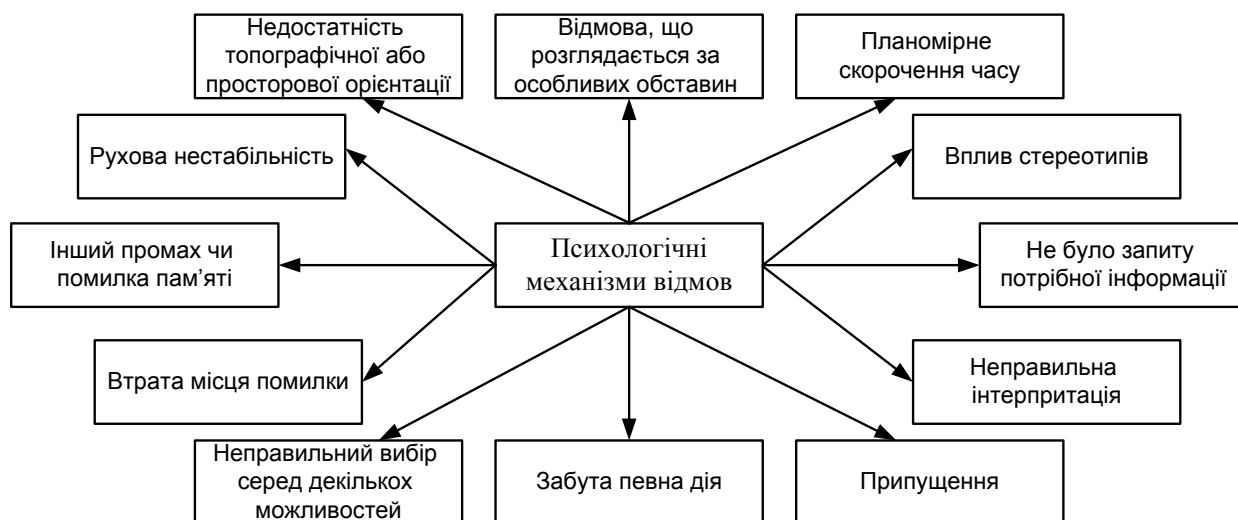 Недостатність
топографічної або
просторової орієнтації
Відмова, що
розглядається за
особливих обставин
Планомірне
скорочення часу
Рухова нестабільність
Вплив стереотипів
Інший промах чи
помилка пам’яті
Психологічні
механізми відмов
Не було запиту
потрібної інформації
Втрата місця помилки
Неправильна
інтерпритація
Неправильний вибір
серед декількох
можливостей
Забута певна дія
Припущення